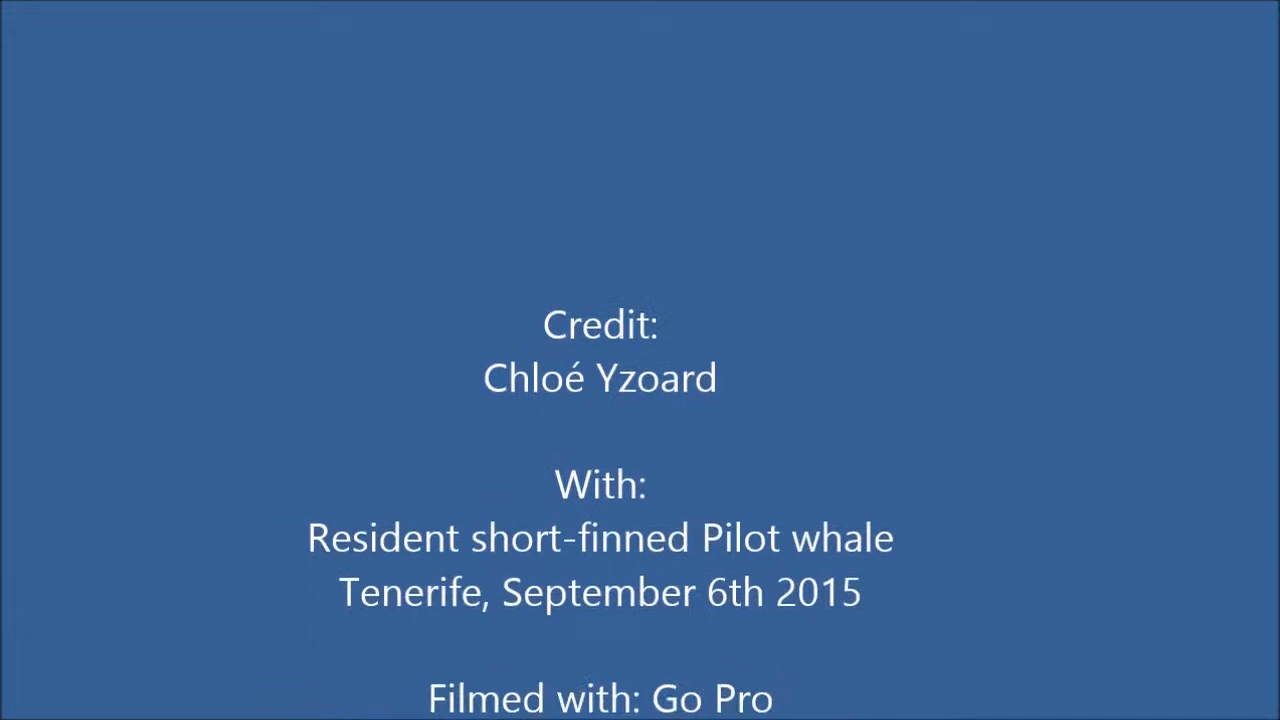 Credit:
Chloé Yzoard
With:
Resident short-finned Pilot whale
Tenerife, September 6th 2015
Filmed with: Go Pro